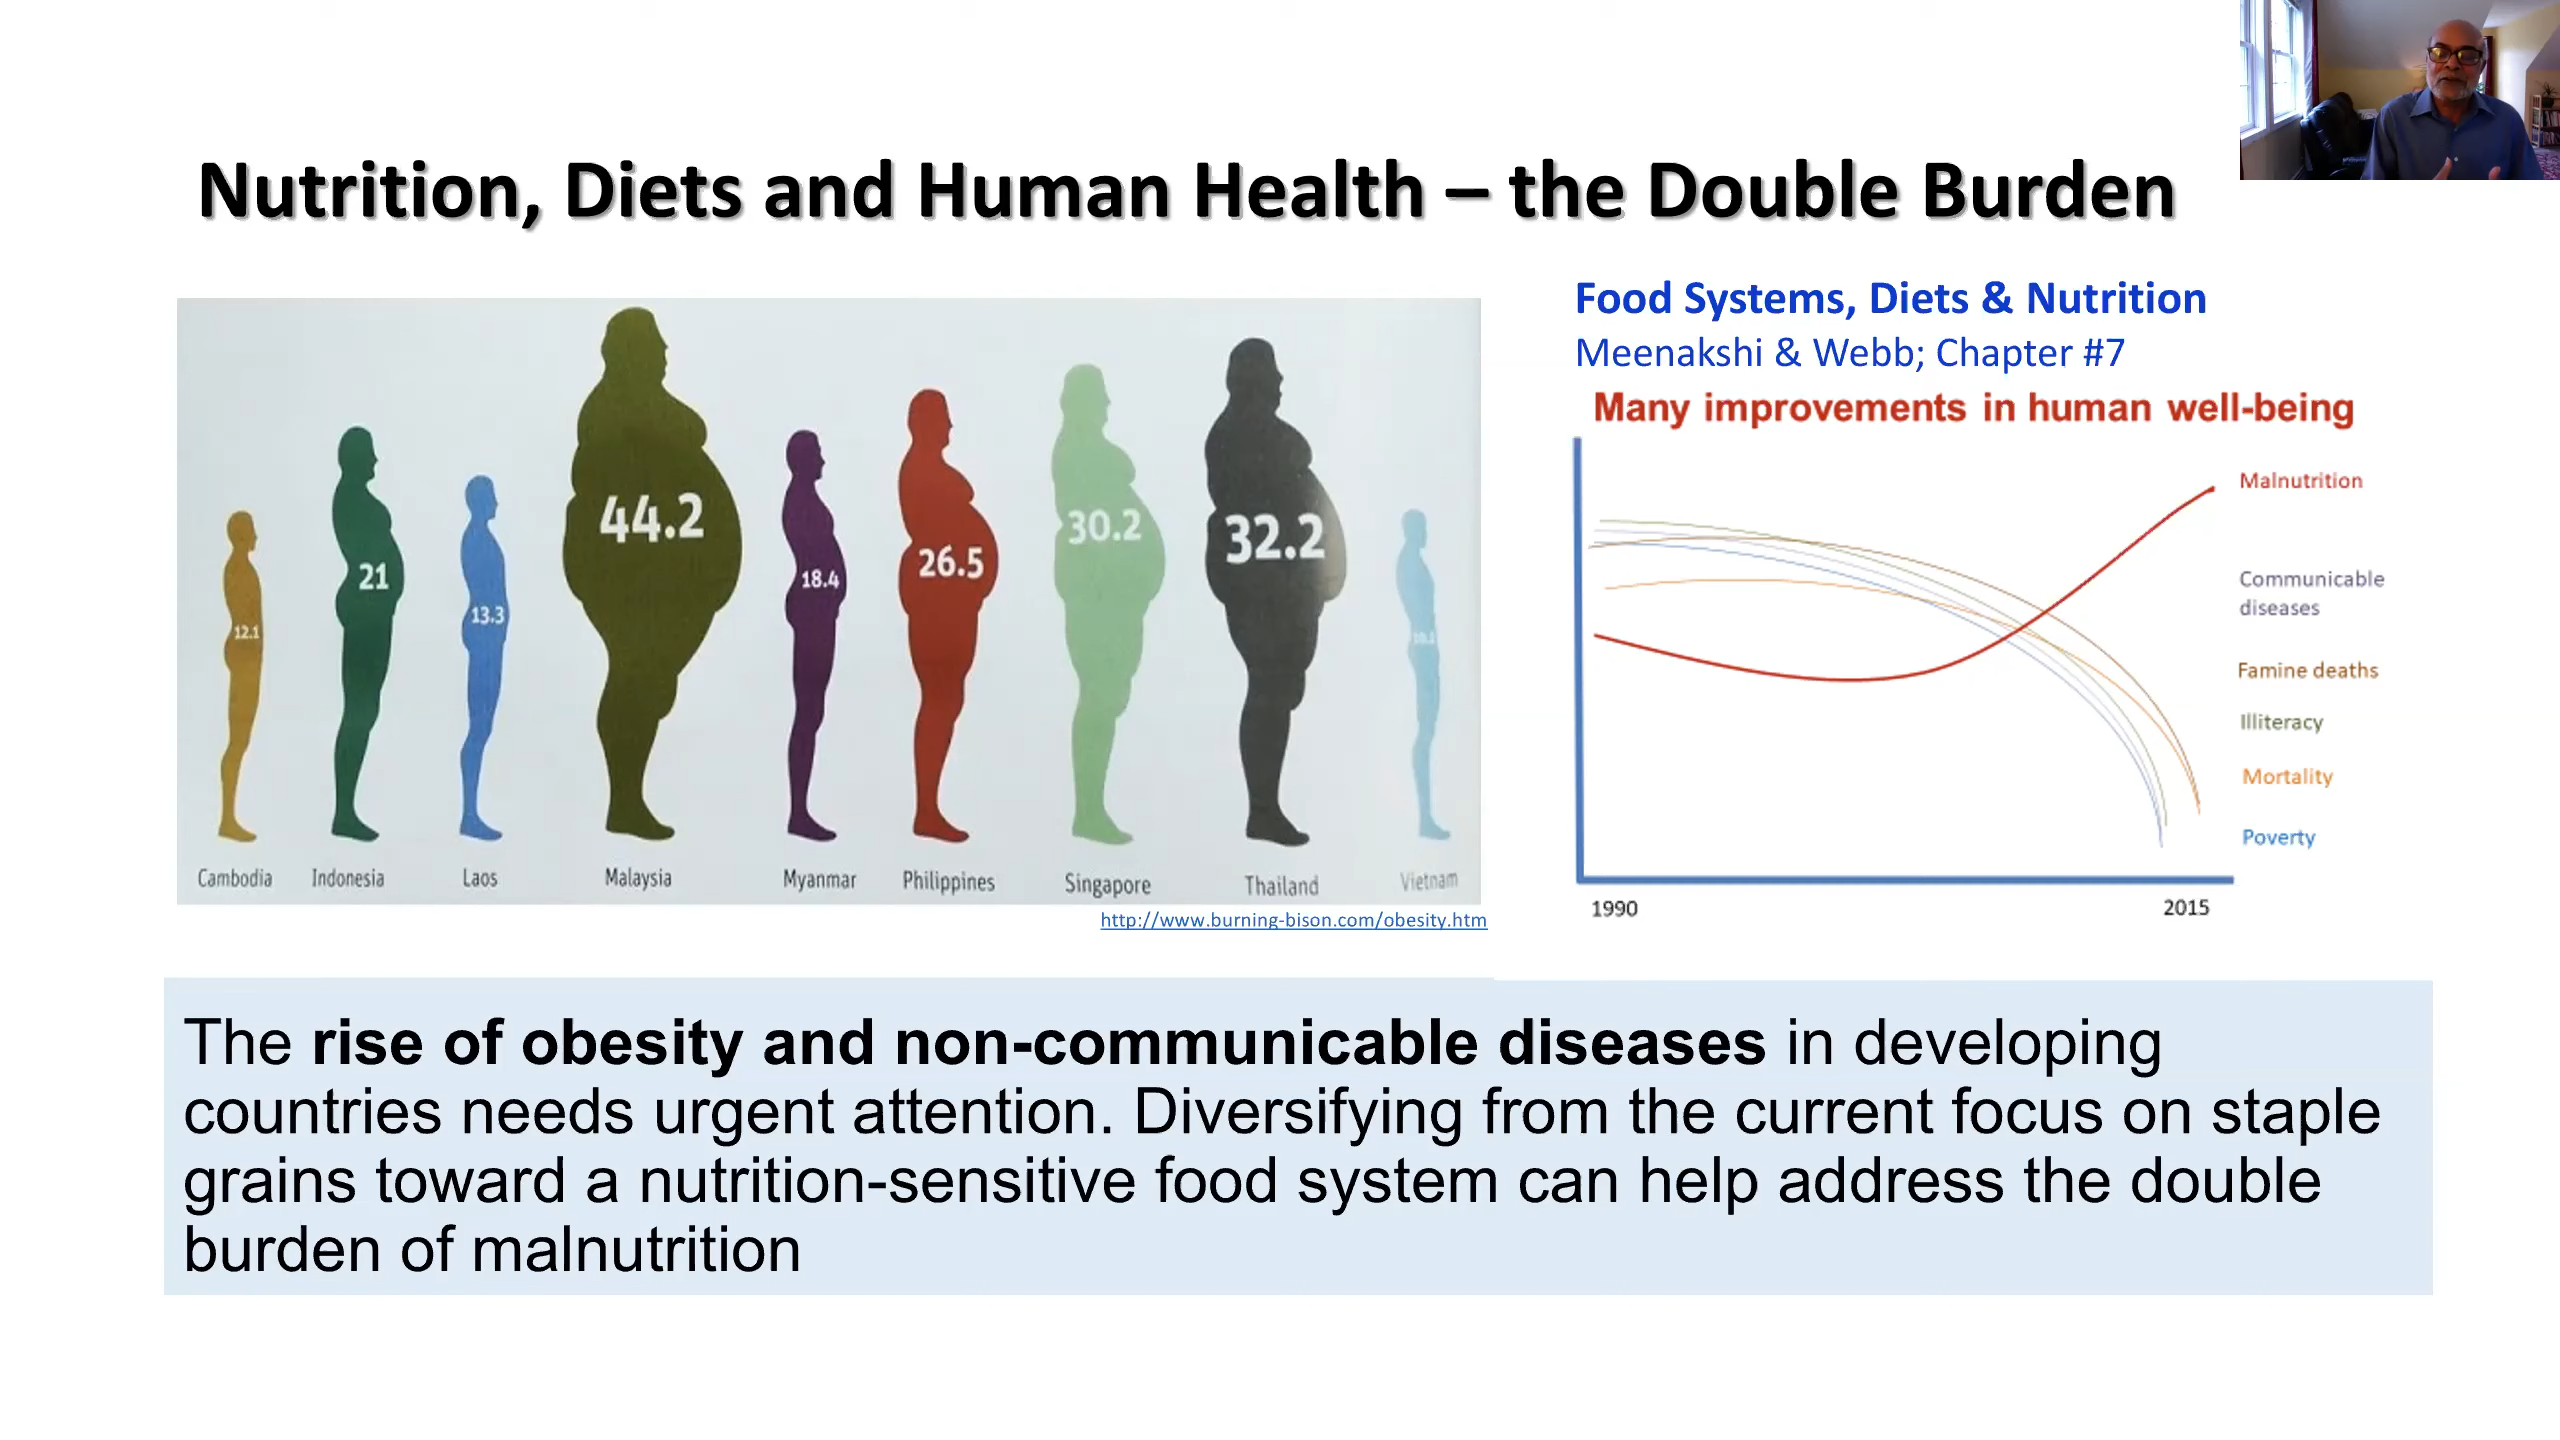 Nutrition, Diets and Human Health – the Double Burden
Food Systems, Diets & Nutrition
Meenakshi & Webb; Chapter #7
Many improvements in human well-being
44.2
21
13.3
12.1
18.4
26.5
30.2
32.2
Cambodia
Indonesia
Laos
Malaysia
Myanmar
Philippines
Singapore
Thailand
Vietnam
http://www.burning-bison.com/obesity.htm
Malnutrition
Communicable
diseases
Famine deaths
Illiteracy
Mortality
Poverty
1990
2015
The rise of obesity and non-communicable diseases in developing
countries needs urgent attention. Diversifying from the current focus on staple
grains toward a nutrition-sensitive food system can help address the double
burden of malnutrition